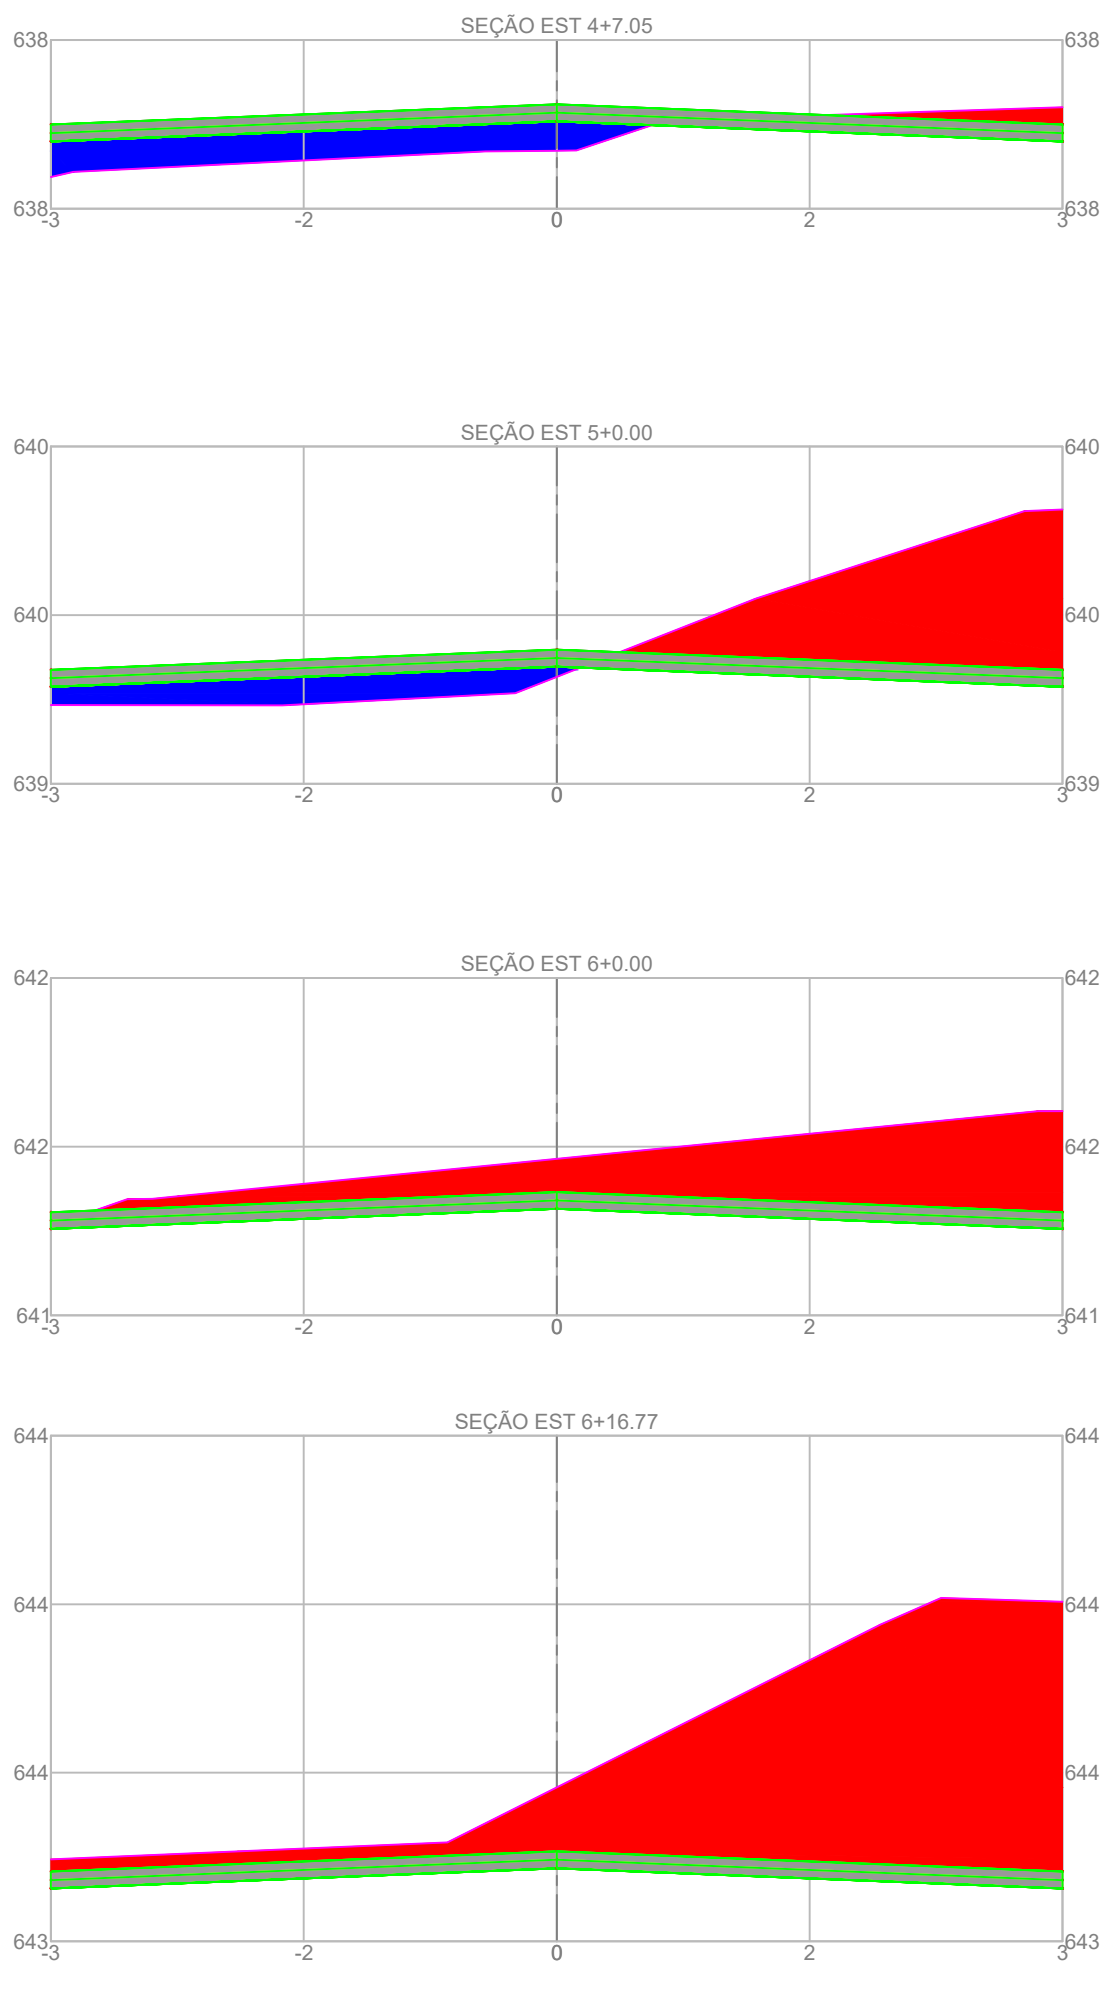 SEÇÃO EST 4+7.05
638 638
638 638
-3 -2 0 2 3
SEÇÃO EST 5+0.00
640 640
640 640
639 639
-3 -2 0 2 3
SEÇÃO EST 6+0.00
642 642
642 642
641 641
-3 -2 0 2 3
SEÇÃO EST 6+16.77
644 644
644 644
644 644
643 643
-3 -2 0 2 3